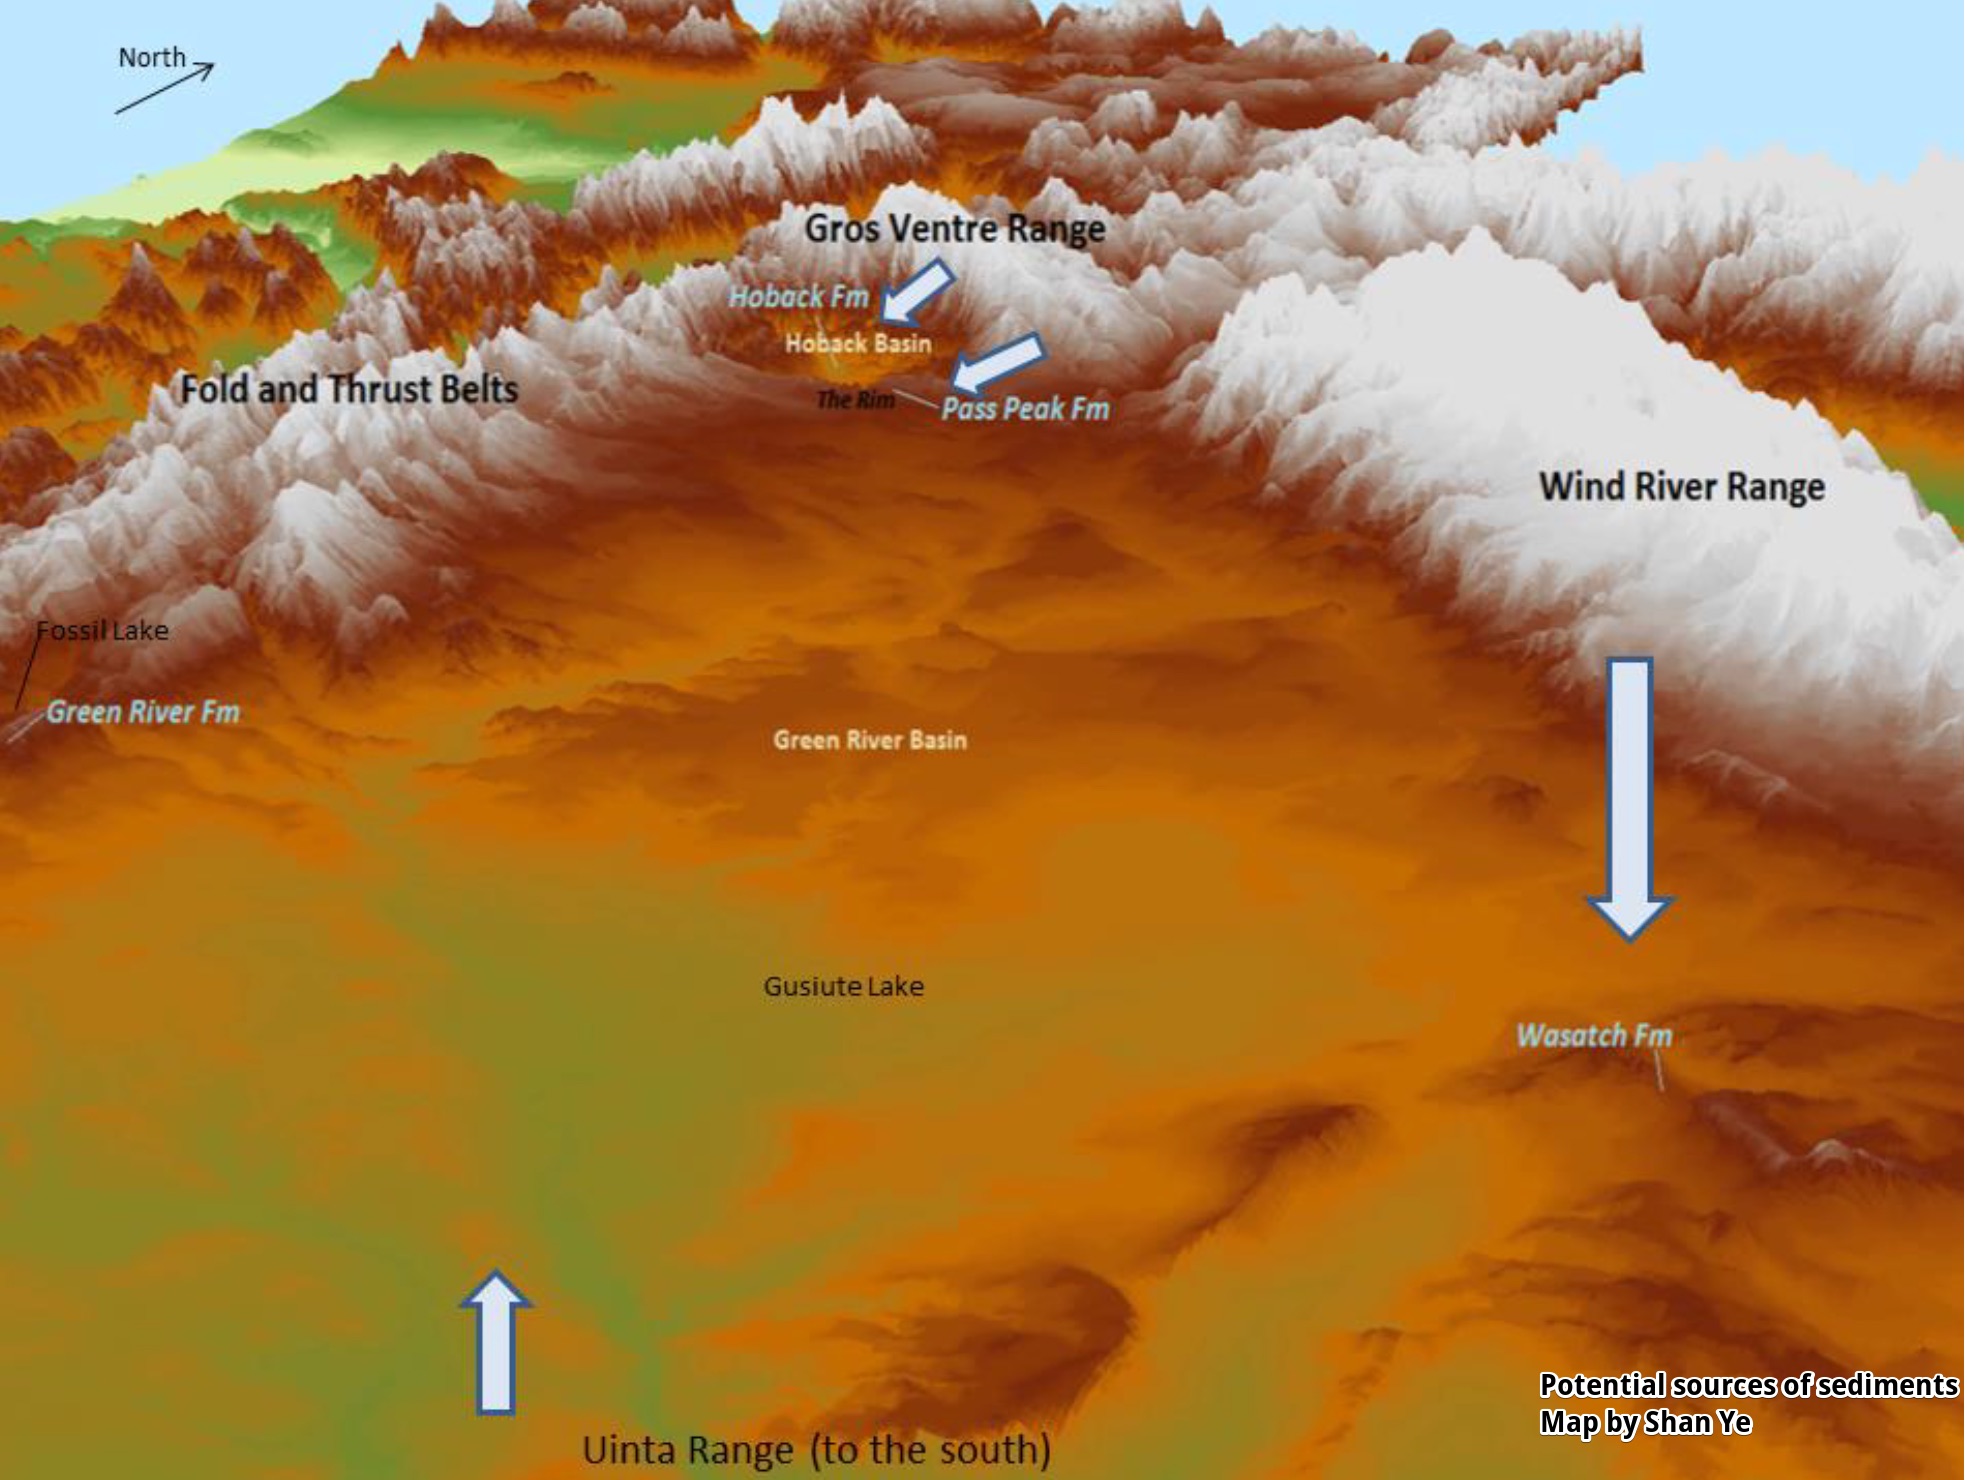 North
Gros Ventre Range
Hoback Fm
Hoback Basin
The Rim
Pass Peak Fm
Fold and Thrust Belts
Wind River Range
Fossil Lake
Green River Fm
Green River Basin
Gusiute Lake
Wasatch Fm
Potential sources of sediments
Map by Shan Ye
Uinta Range (to the south)